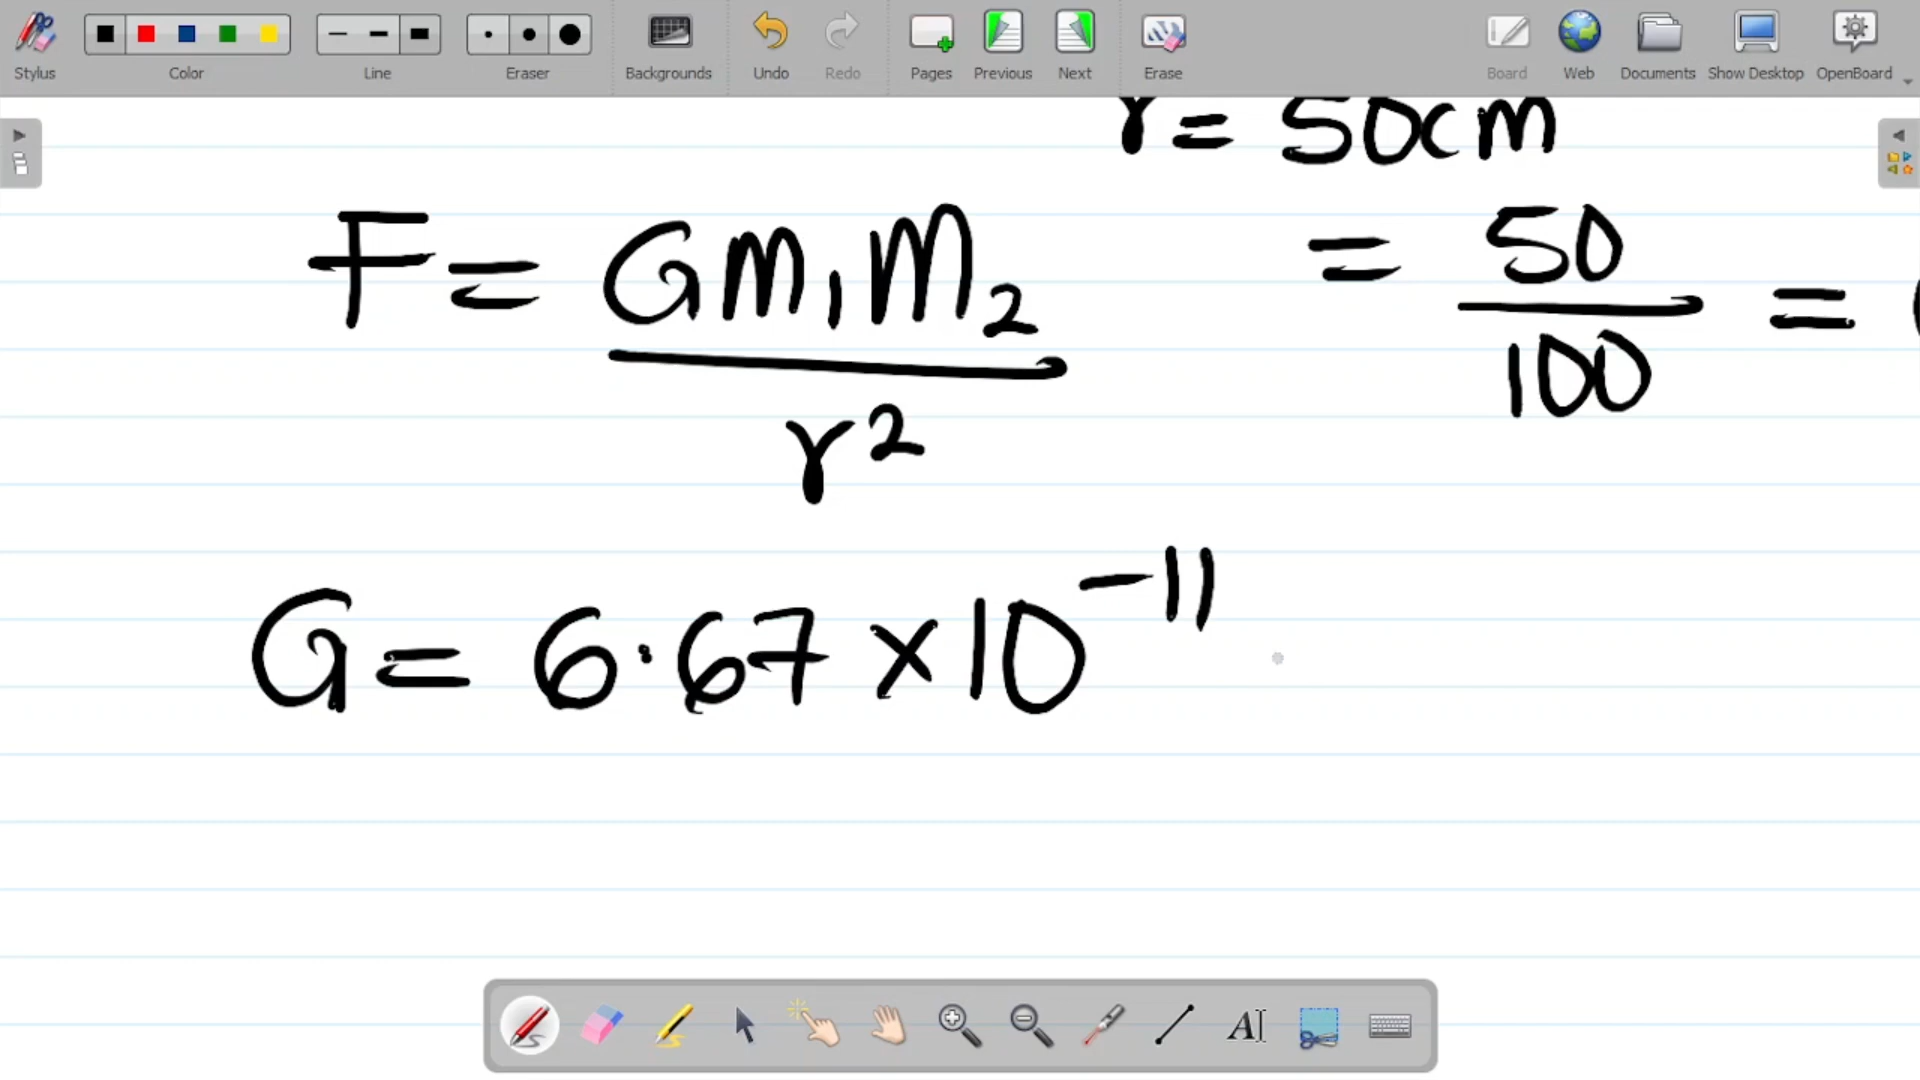 Stylus Color Line Eraser Backgrounds Undo Redo Pages Previous Next Erase Board Web Documents Show Desktop OpenBoard
r = 50cm
F = Gm₁m₂ / r²
= 50 / 100 =
G = 6.67 × 10⁻¹¹
AI